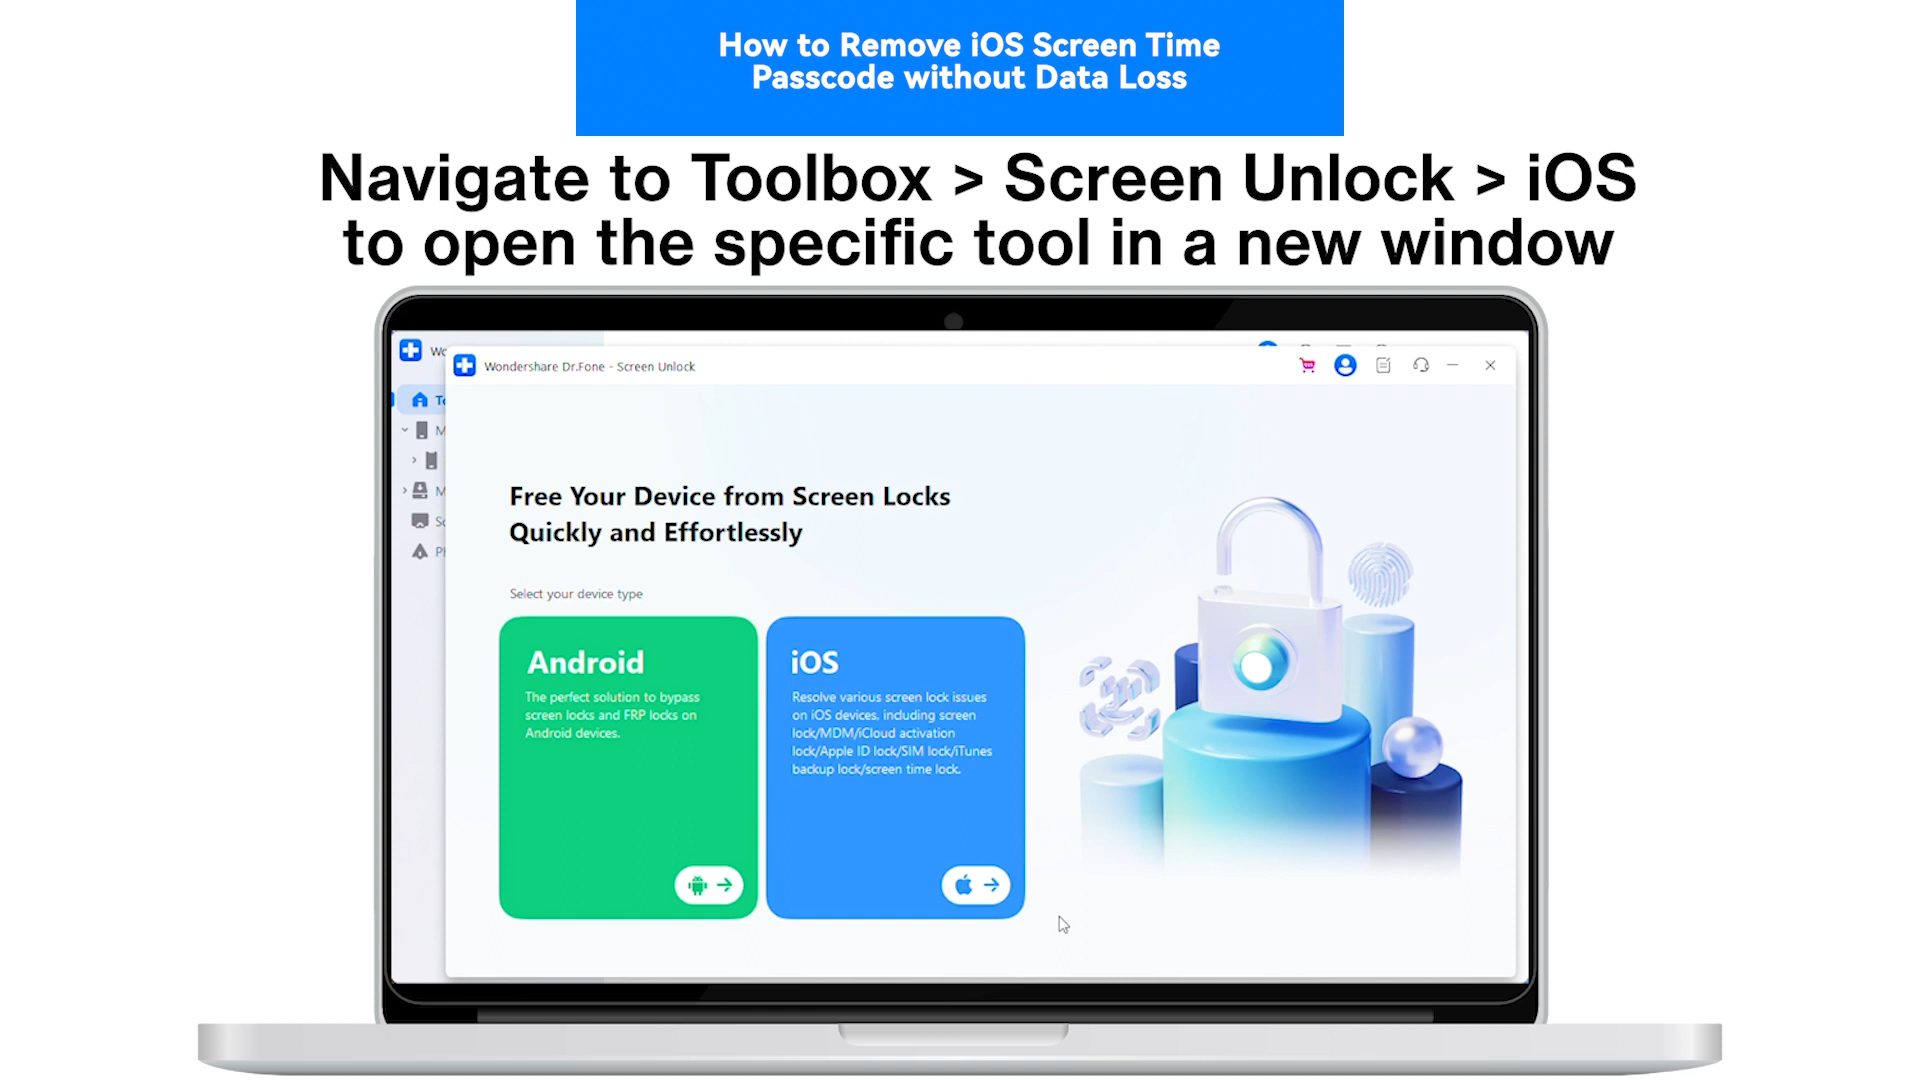 How to Remove iOS Screen Time
Passcode without Data Loss
Navigate to Toolbox > Screen Unlock > iOS
to open the specific tool in a new window
Wondershare Dr.Fone - Screen Unlock
Free Your Device from Screen Locks
Quickly and Effortlessly
Select your device type
Android
The perfect solution to bypass
screen locks and FRP locks on
Android devices.
iOS
Resolve various screen lock issues
on iOS devices, including screen
lock/MDM/iCloud activation
lock/Apple ID lock/SIM lock/iTunes
backup lock/screen time lock.